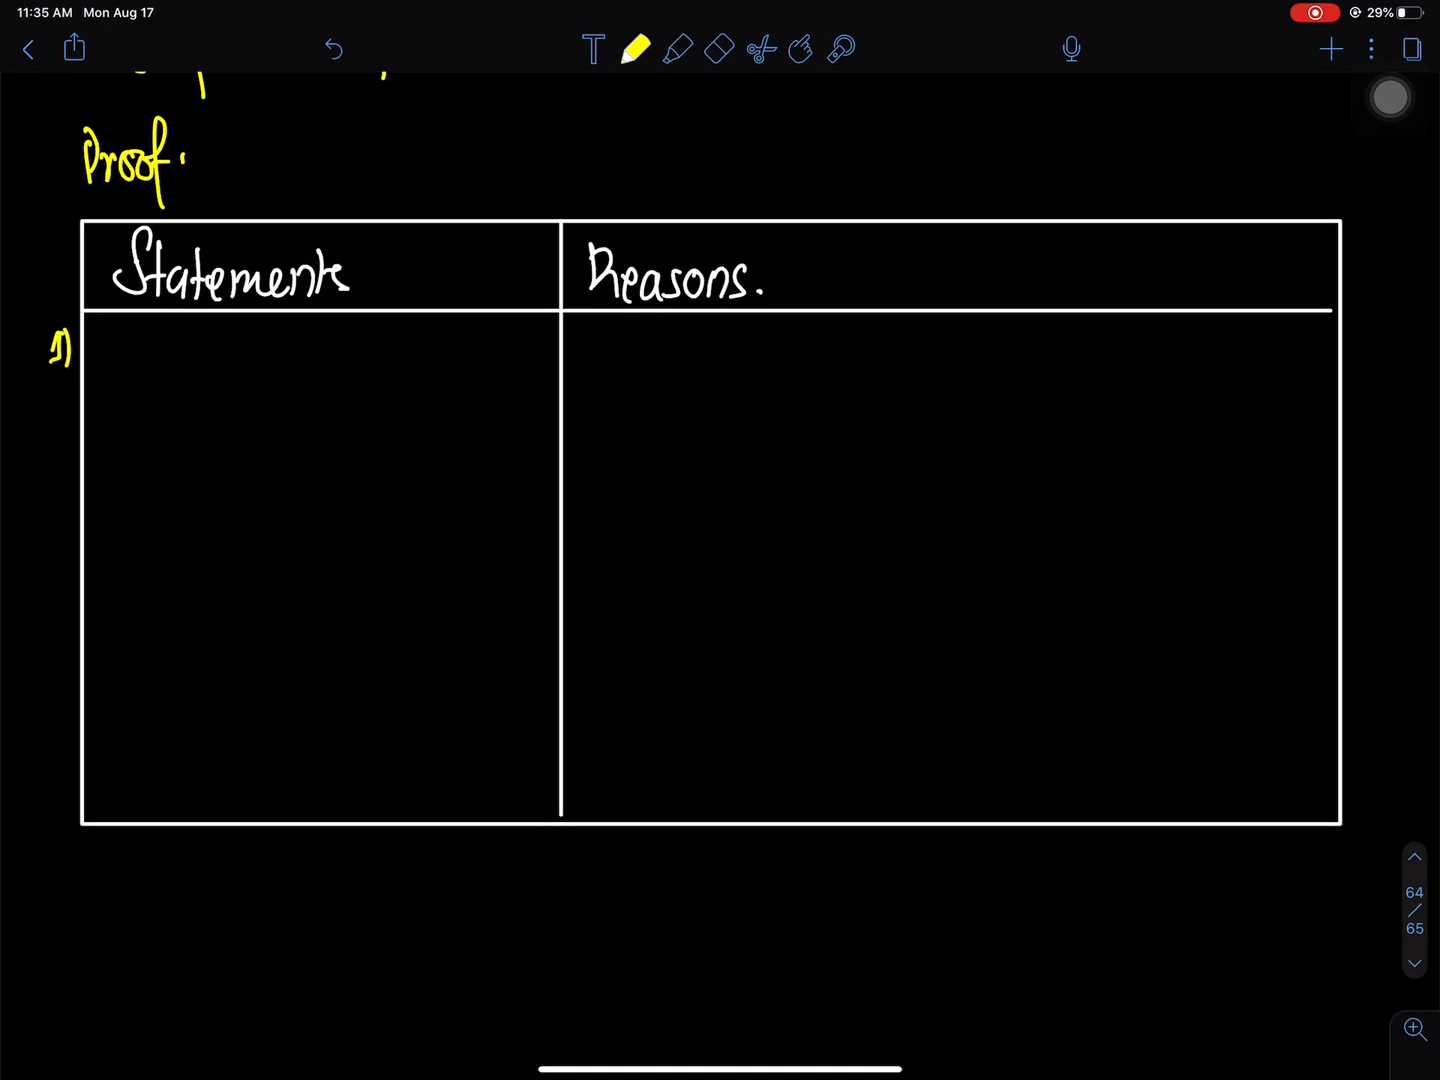 11:35 AM Mon Aug 17
29%
Proof.
Statements
Reasons.
1)
64
65